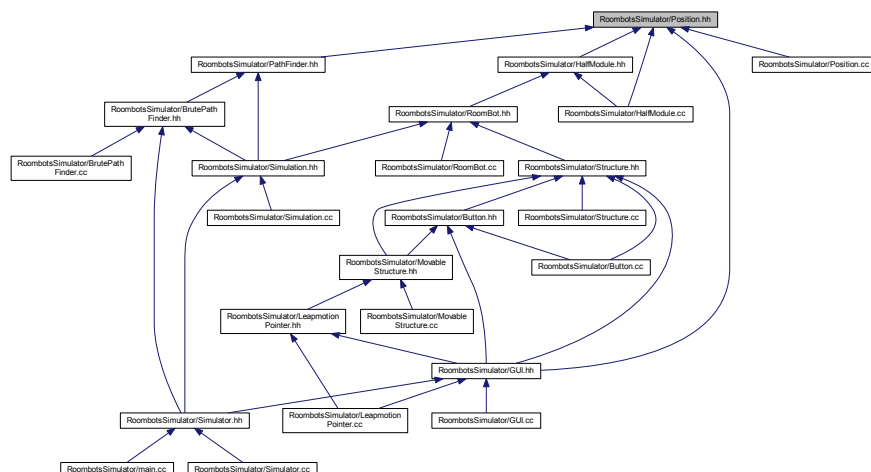 RoombotsSimulator/Position.hh
RoombotsSimulator/PathFinder.hh
RoombotsSimulator/HalfModule.hh
RoombotsSimulator/Position.cc
RoombotsSimulator/BrutePath
Finder.hh
RoombotsSimulator/RoomBot.hh
RoombotsSimulator/HalfModule.cc
RoombotsSimulator/BrutePath
Finder.cc
RoombotsSimulator/Simulation.hh
RoombotsSimulator/RoomBot.cc
RoombotsSimulator/Structure.hh
RoombotsSimulator/Simulation.cc
RoombotsSimulator/Button.hh
RoombotsSimulator/Structure.cc
RoombotsSimulator/Movable
Structure.hh
RoombotsSimulator/Button.cc
RoombotsSimulator/Leapmotion
Pointer.hh
RoombotsSimulator/Movable
Structure.cc
RoombotsSimulator/GUI.hh
RoombotsSimulator/Simulator.hh
RoombotsSimulator/Leapmotion
Pointer.cc
RoombotsSimulator/GUI.cc
RoombotsSimulator/main.cc
RoombotsSimulator/Simulator.cc